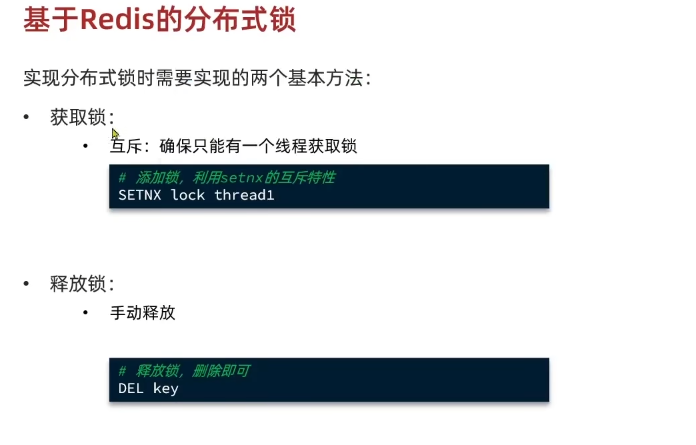 基于Redis的分布式锁
实现分布式锁时需要实现的两个基本方法：
• 获取锁：
• 互斥：确保只能有一个线程获取锁
# 添加锁，利用setnx的互斥特性
SETNX lock thread1
• 释放锁：
• 手动释放
# 释放锁，删除即可
DEL key